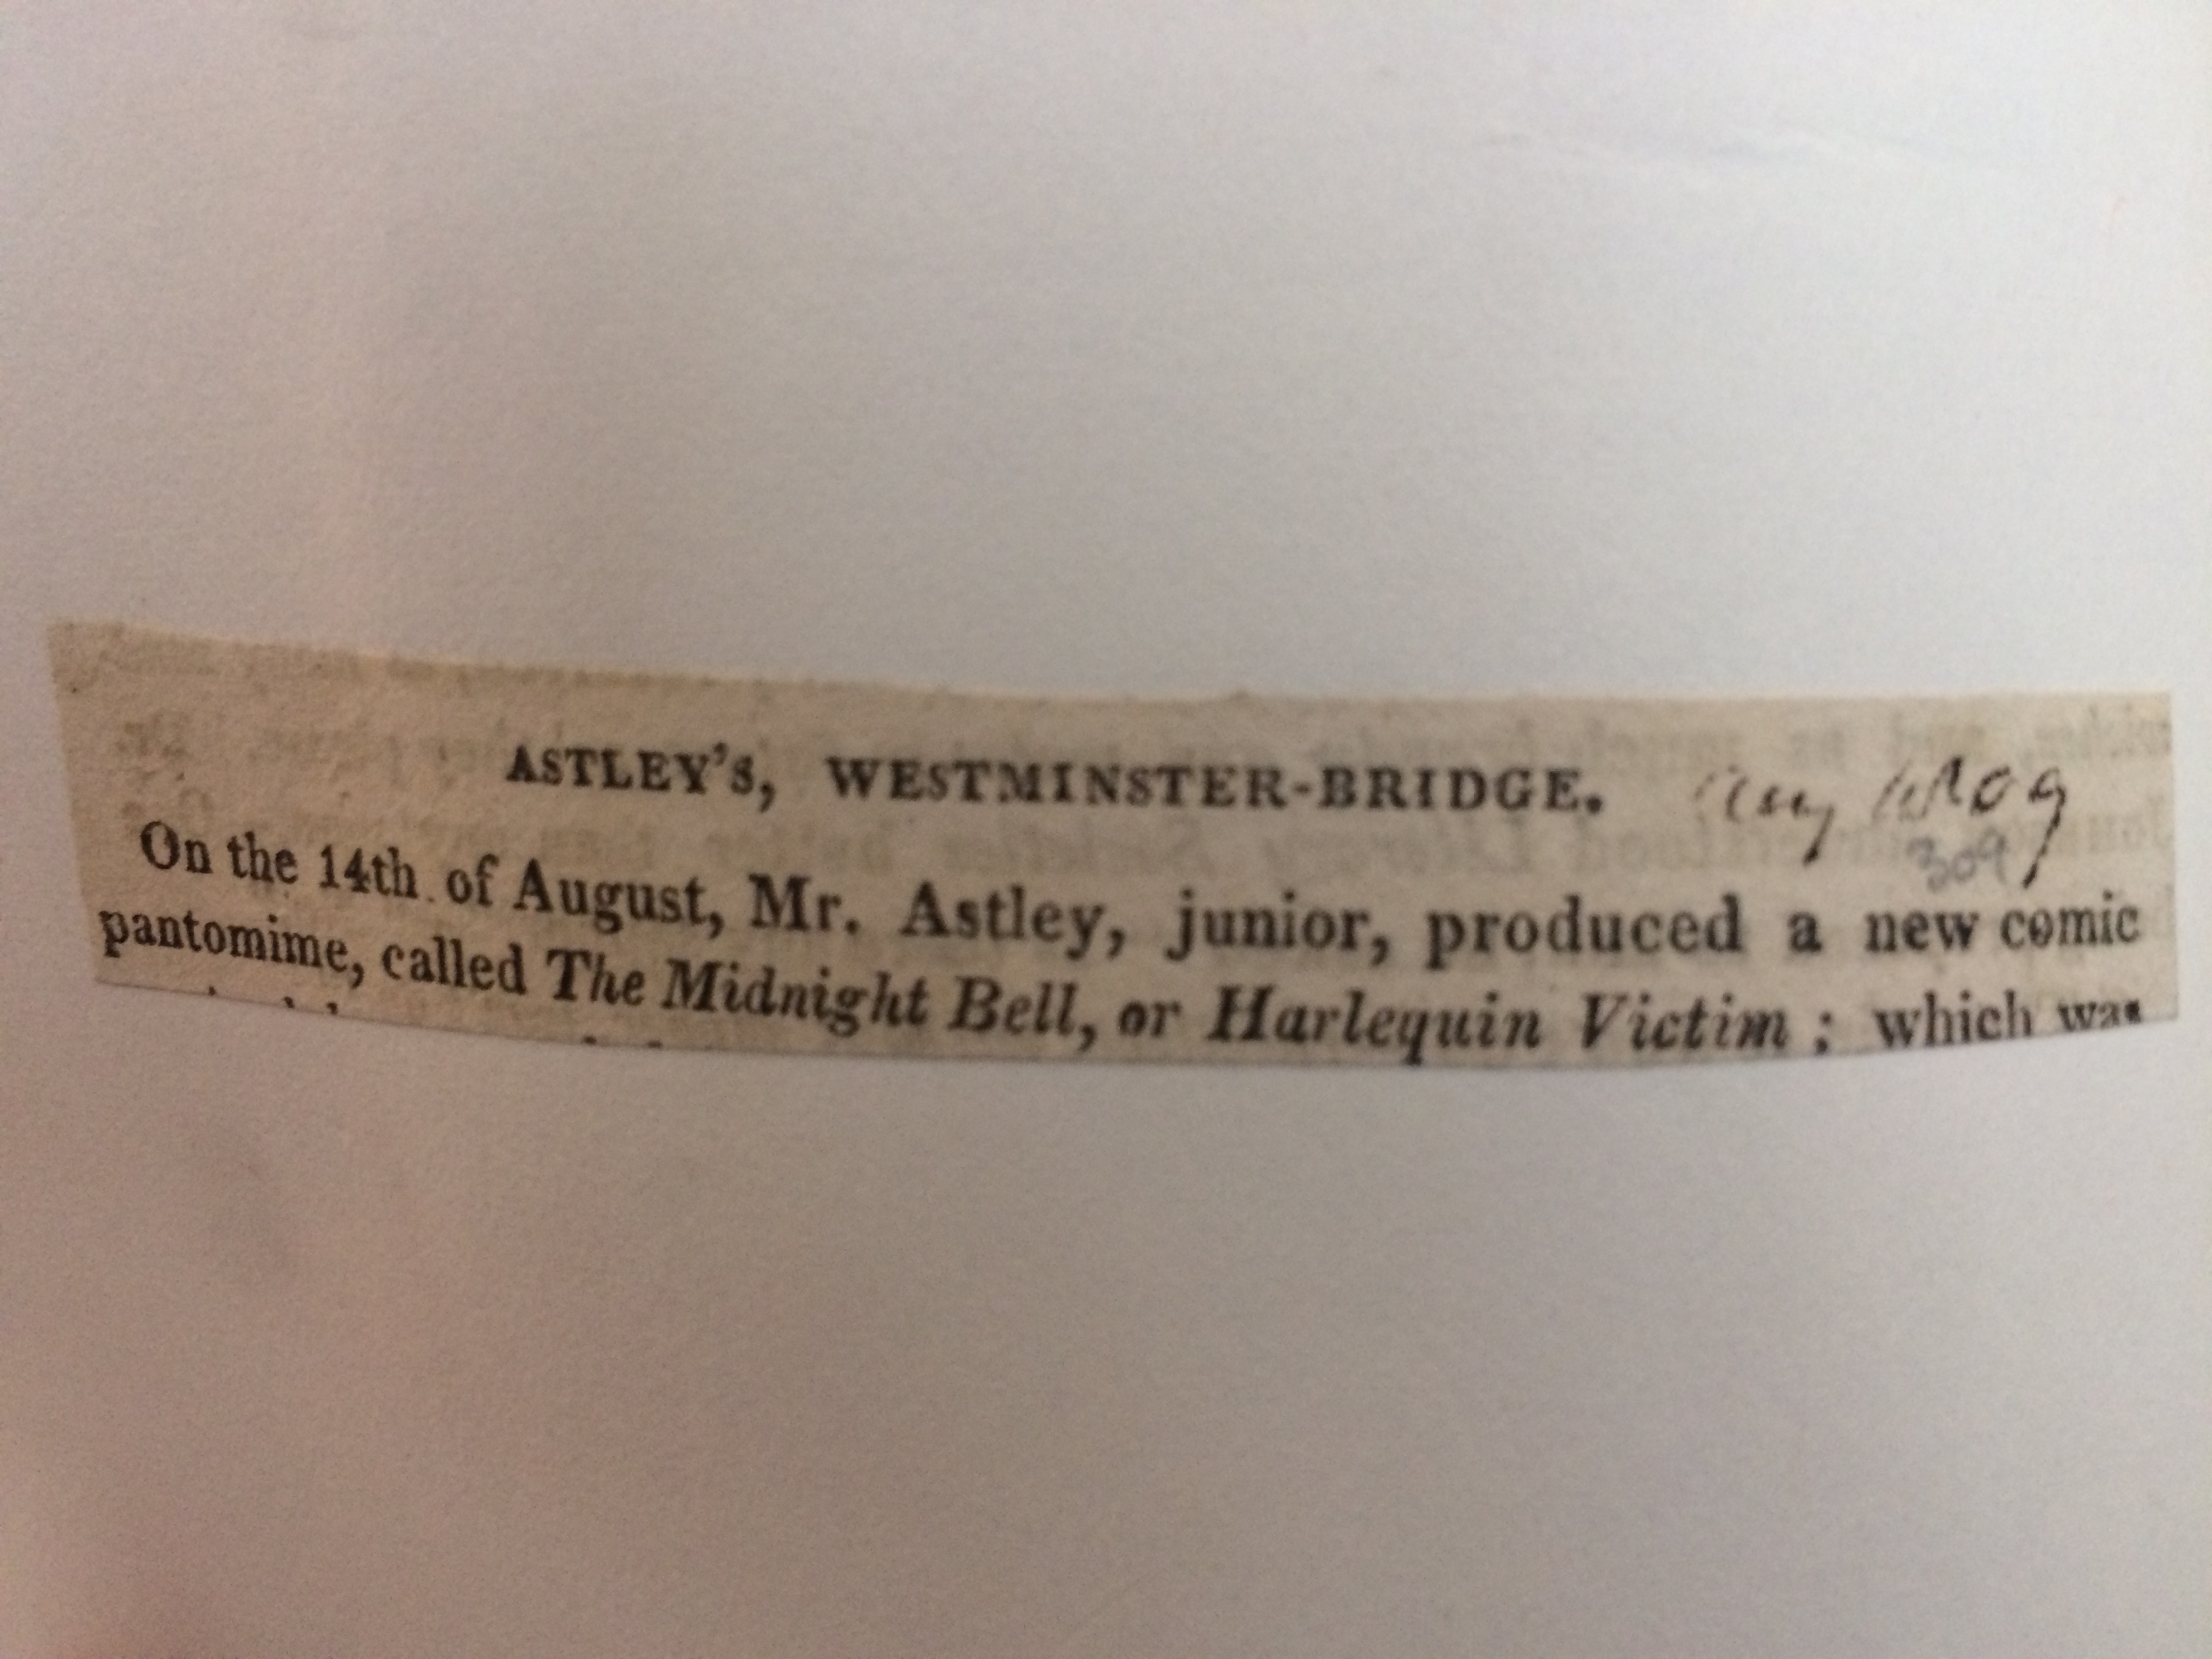 ASTLEY'S, WESTMINSTER-BRIDGE.
309
On the 14th of August, Mr. Astley, junior, produced a new comic
pantomime, called The Midnight Bell, or Harlequin Victim; which was